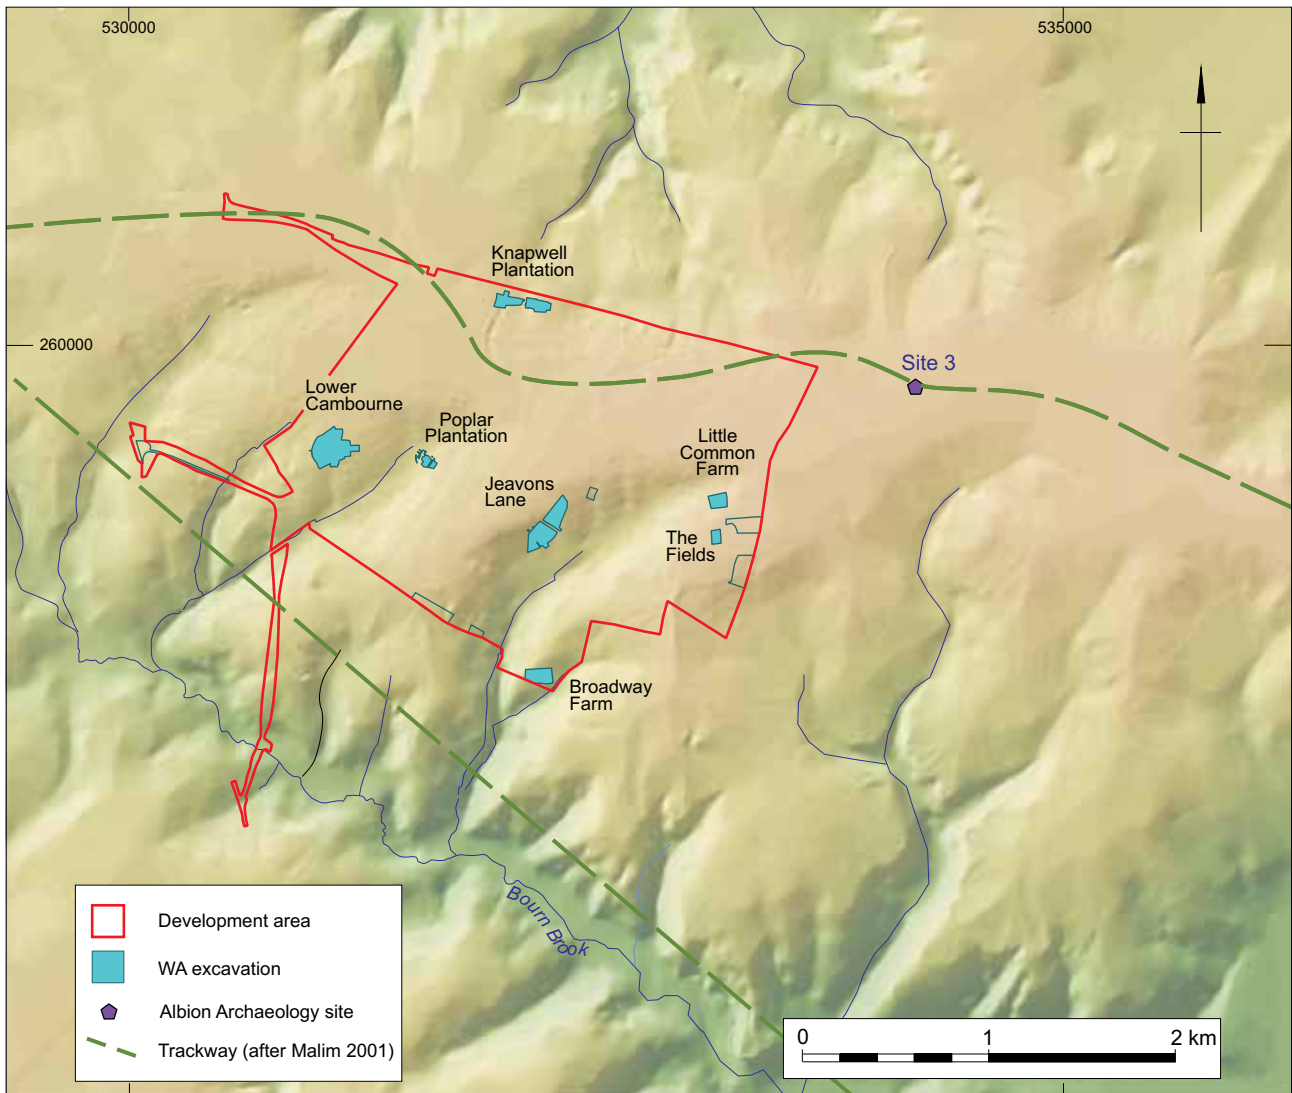 530000
535000
Knapwell
Plantation
260000
Site 3
Lower
Cambourne
Poplar
Plantation
Little
Common
Farm
Jeavons
Lane
The
Fields
Broadway
Farm
Bourn Brook
Development area
WA excavation
Albion Archaeology site
Trackway (after Malim 2001)
0 1 2 km